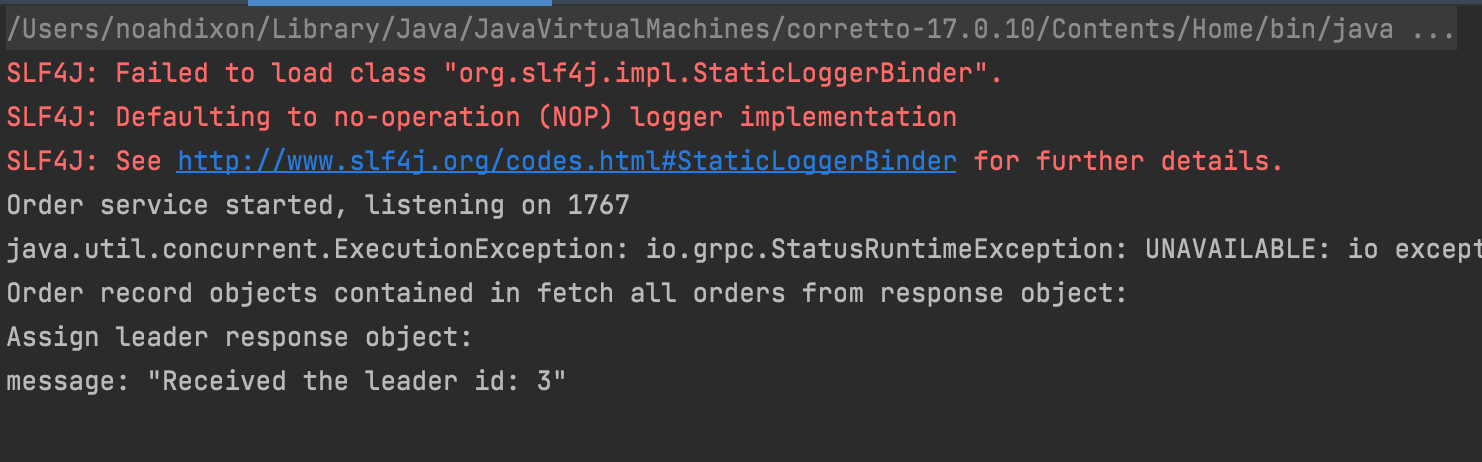 /Users/noahdixon/Library/Java/JavaVirtualMachines/corretto-17.0.10/Contents/Home/bin/java ...
SLF4J: Failed to load class "org.slf4j.impl.StaticLoggerBinder".
SLF4J: Defaulting to no-operation (NOP) logger implementation
SLF4J: See http://www.slf4j.org/codes.html#StaticLoggerBinder for further details.
Order service started, listening on 1767
java.util.concurrent.ExecutionException: io.grpc.StatusRuntimeException: UNAVAILABLE: io except
Order record objects contained in fetch all orders from response object:
Assign leader response object:
message: "Received the leader id: 3"